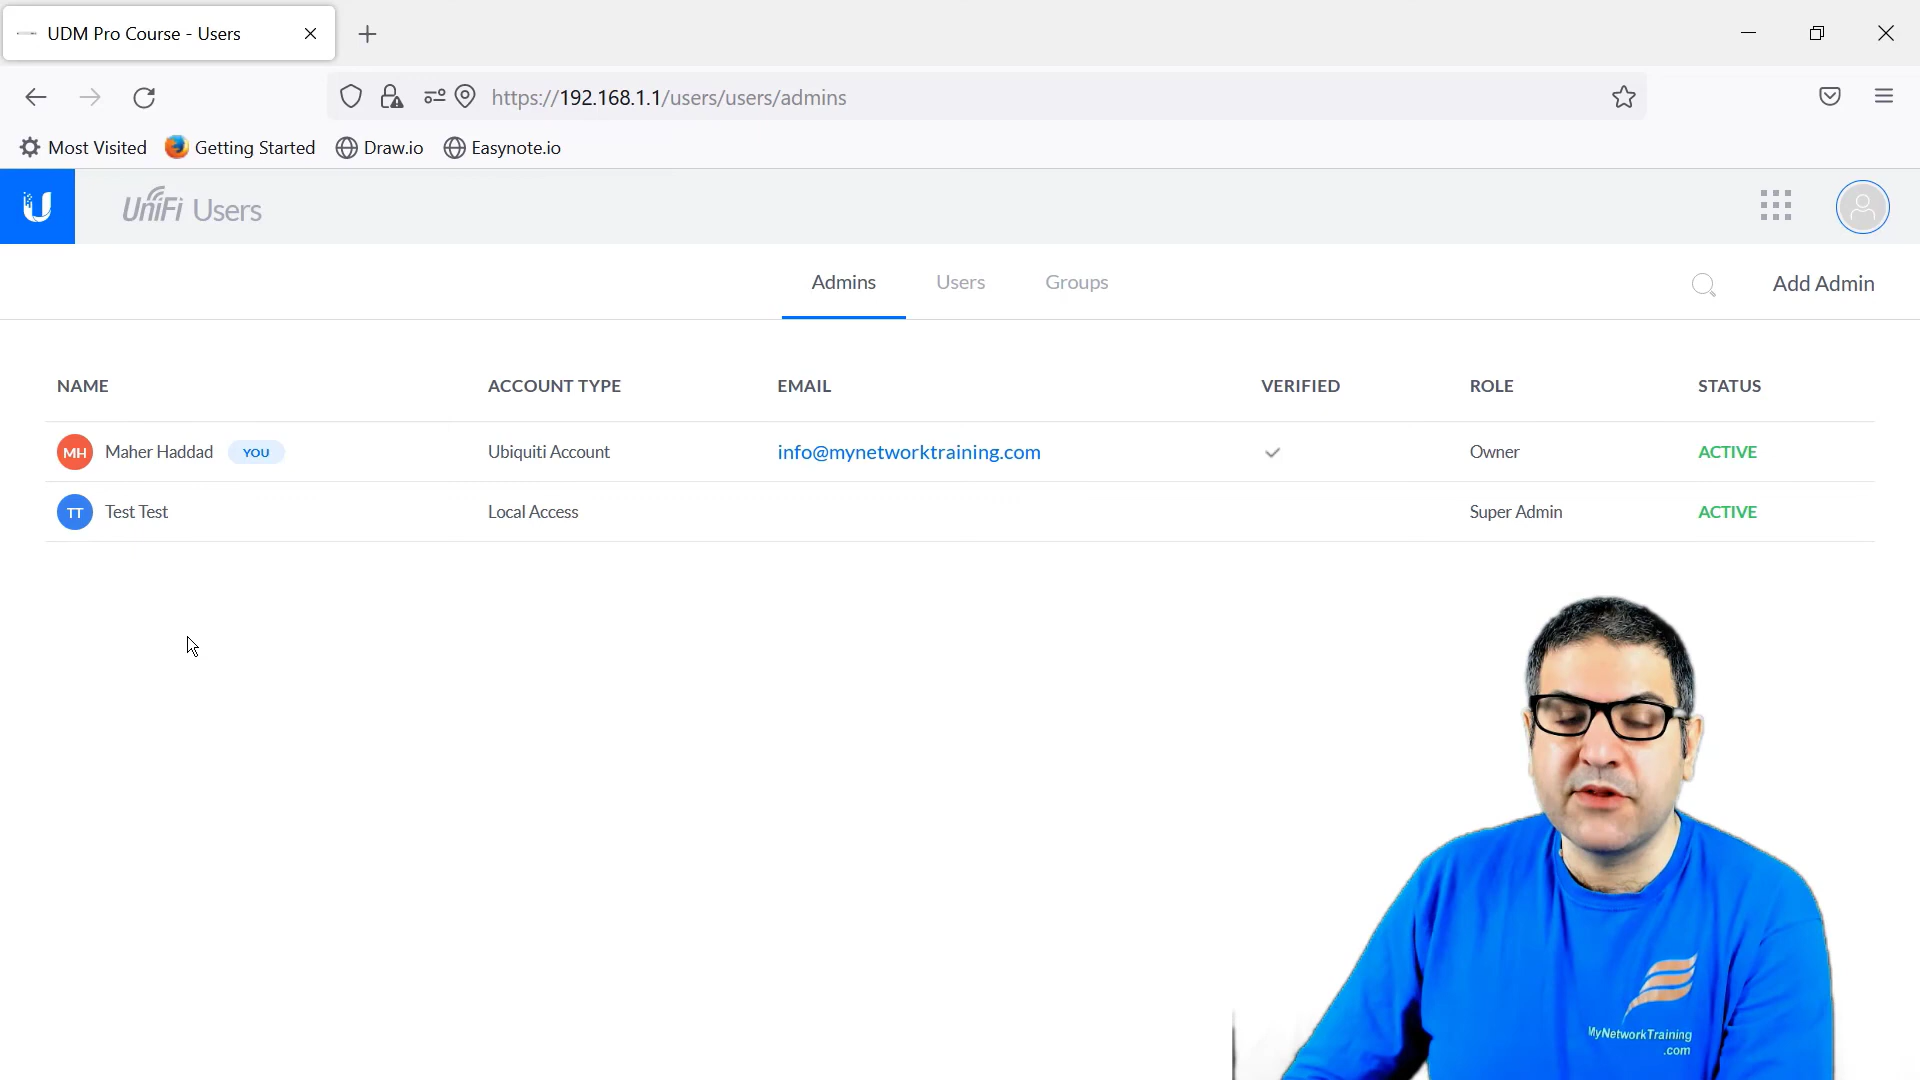 UDM Pro Course - Users
https://192.168.1.1/users/users/admins
Most Visited Getting Started Draw.io Easynote.io
U UniFi Users
Admins Users Groups Add Admin
NAME ACCOUNT TYPE EMAIL VERIFIED ROLE STATUS
MH Maher Haddad YOU Ubiquiti Account info@mynetworktraining.com Owner ACTIVE
TT Test Test Local Access Super Admin ACTIVE
MyNetworkTraining
.com